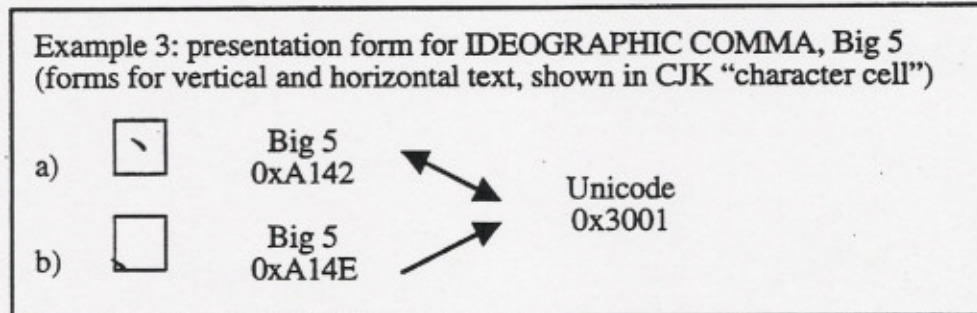 Example 3: presentation form for IDEOGRAPHIC COMMA, Big 5
(forms for vertical and horizontal text, shown in CJK “character cell”)
a) 、 Big 5
0xA142
Unicode
0x3001
b) 、 Big 5
0xA14E